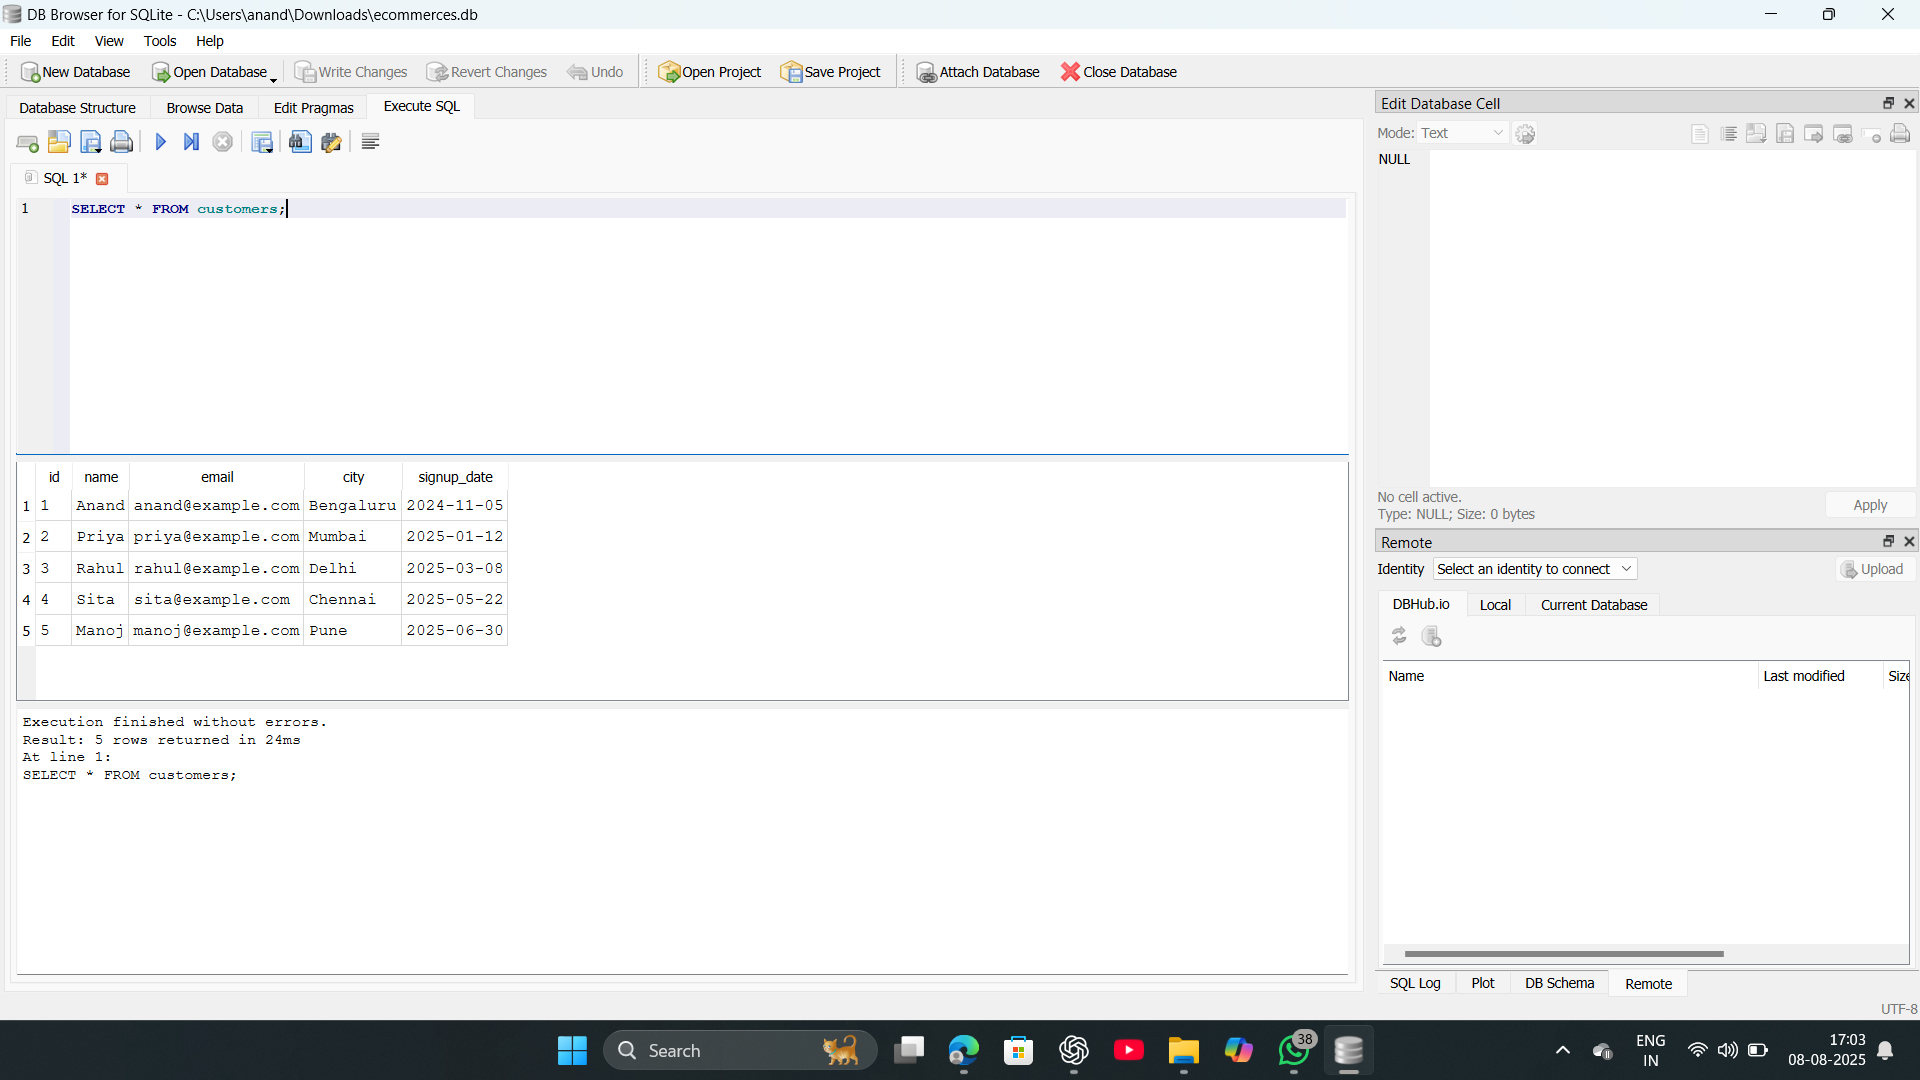 DB Browser for SQLite - C:\Users\anand\Downloads\ecommerces.db
File Edit View Tools Help
New Database Open Database Write Changes Revert Changes Undo Open Project Save Project Attach Database Close Database
Database Structure Browse Data Edit Pragmas Execute SQL
SQL 1*
1 SELECT * FROM customers;
id name email city signup_date
1 1 Anand anand@example.com Bengaluru 2024-11-05
2 2 Priya priya@example.com Mumbai 2025-01-12
3 3 Rahul rahul@example.com Delhi 2025-03-08
4 4 Sita sita@example.com Chennai 2025-05-22
5 5 Manoj manoj@example.com Pune 2025-06-30
Execution finished without errors.
Result: 5 rows returned in 24ms
At line 1:
SELECT * FROM customers;
Edit Database Cell
Mode: Text
NULL
No cell active.
Type: NULL; Size: 0 bytes
Apply
Remote
Identity Select an identity to connect Upload
DBHub.io Local Current Database
Name Last modified Size
SQL Log Plot DB Schema Remote
UTF-8
Search
38
ENG
IN
17:03
08-08-2025